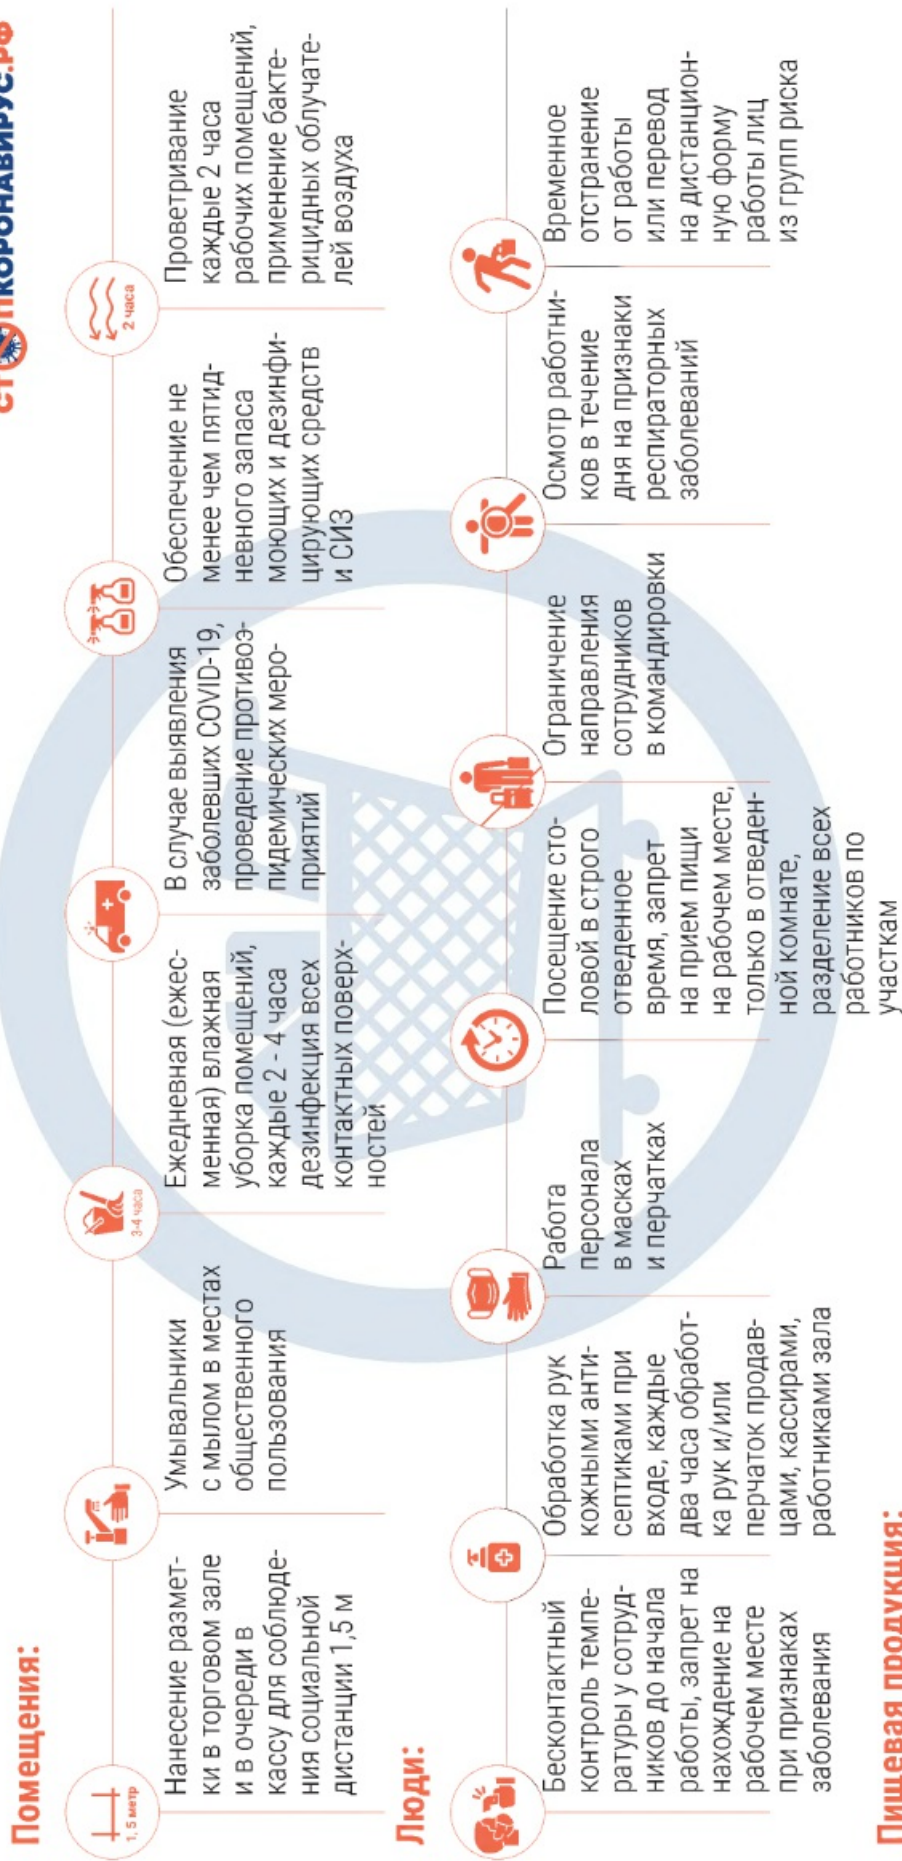 СТОПКОРОНАВИРУС.РФ
Помещения:
1, 5 метр
Нанесение размет-
ки в торговом зале
и в очереди в
кассу для соблюде-
ния социальной
дистанции 1,5 м
Умывальники
с мылом в местах
общественного
пользования
3-4 часа
Ежедневная (ежес-
менная) влажная
уборка помещений,
каждые 2 - 4 часа
дезинфекция всех
контактных поверх-
ностей
В случае выявления
заболевших COVID-19,
проведение противоэ-
пидемических меро-
приятий
Обеспечение не
менее чем пятид-
невного запаса
моющих и дезинфи-
цирующих средств
и СИЗ
2 часа
Проветривание
каждые 2 часа
рабочих помещений,
применение бакте-
рицидных облучате-
лей воздуха
Люди:
Бесконтактный
контроль темпе-
ратуры у сотруд-
ников до начала
работы, запрет на
нахождение на
рабочем месте
при признаках
заболевания
Обработка рук
кожными анти-
септиками при
входе, каждые
два часа обработ-
ка рук и/или
перчаток продав-
цами, кассирами,
работниками зала
Работа
персонала
в масках
и перчатках
Посещение сто-
ловой в строго
отведенное
время, запрет
на прием пищи
на рабочем месте,
только в отведен-
ной комнате,
разделение всех
работников по
участкам
Ограничение
направления
сотрудников
в командировки
Осмотр работни-
ков в течение
дня на признаки
респираторных
заболеваний
Временное
отстранение
от работы
или перевод
на дистанцион-
ную форму
работы лиц
из групп риска
Пищевая продукция: